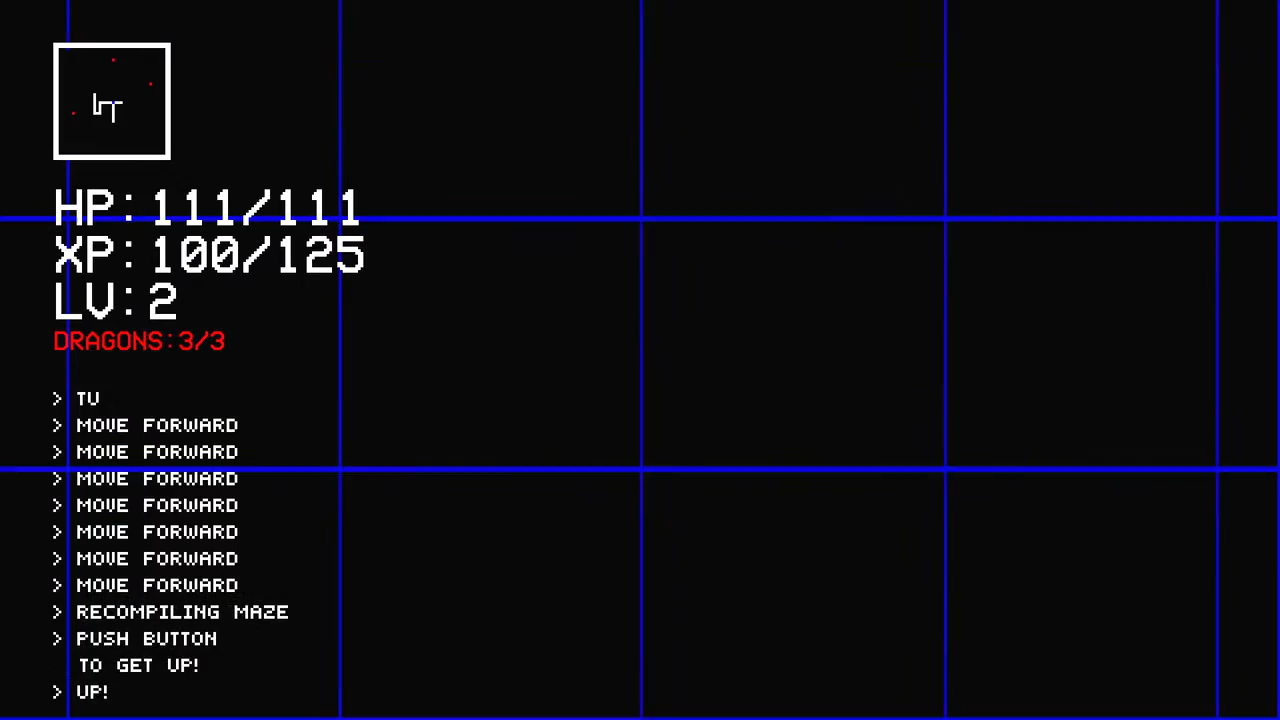 HP:111/111
XP:100/125
LV:2
DRAGONS:3/3
> TV
> MOVE FORWARD
> MOVE FORWARD
> MOVE FORWARD
> MOVE FORWARD
> MOVE FORWARD
> MOVE FORWARD
> MOVE FORWARD
> RECOMPILING MAZE
> PUSH BUTTON
TO GET UP!
> UP!